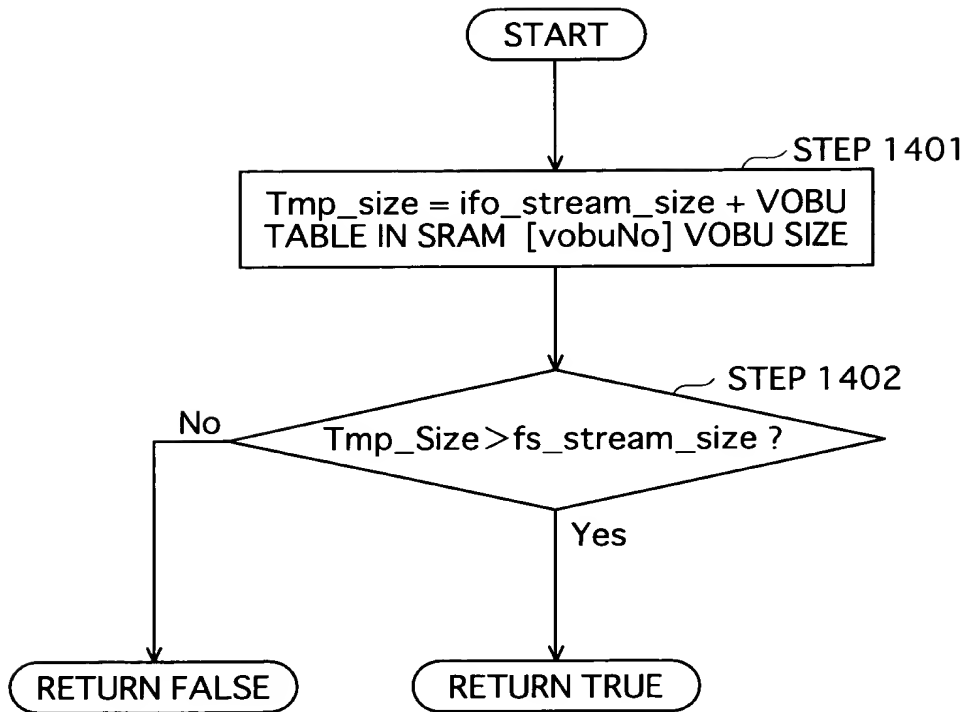 START
STEP 1401
Tmp_size = ifo_stream_size + VOBU
TABLE IN SRAM [vobuNo] VOBU SIZE
STEP 1402
No
Tmp_Size>fs_stream_size ?
Yes
RETURN FALSE
RETURN TRUE